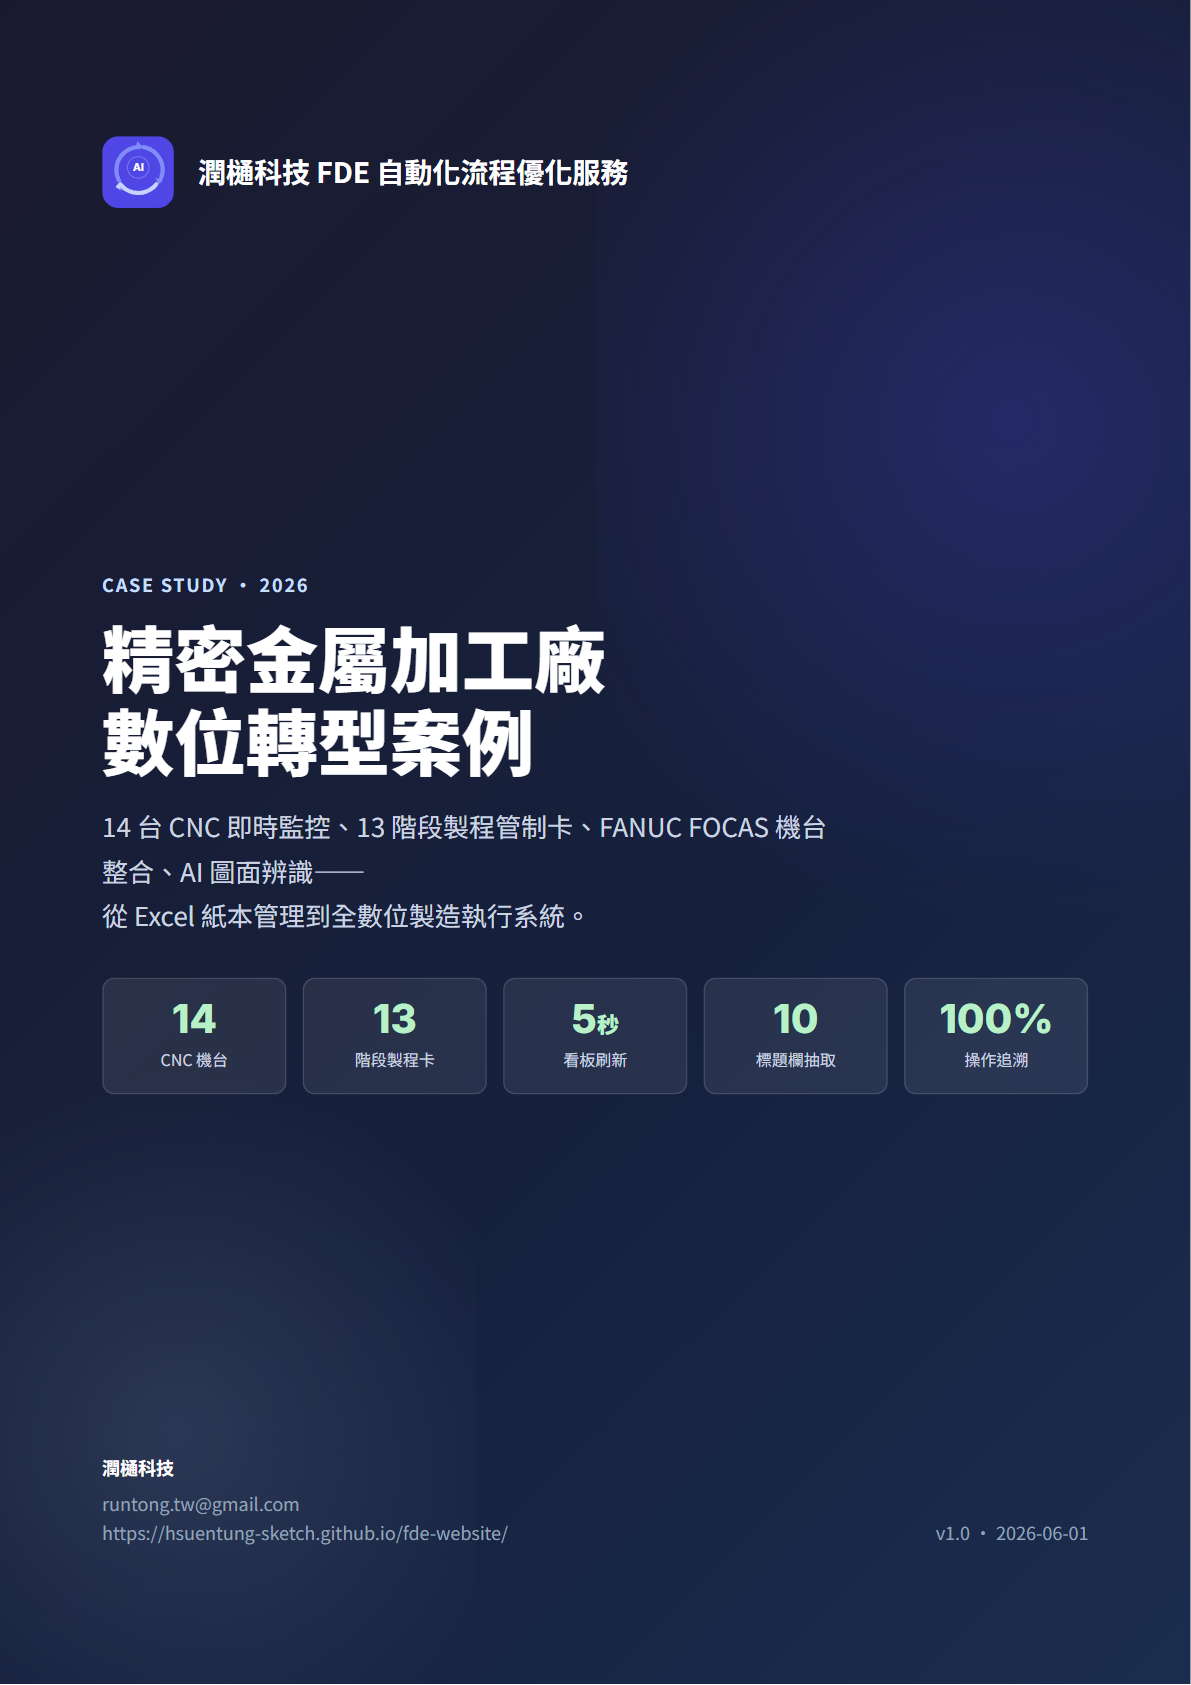 AI
潤樋科技 FDE 自動化流程優化服務
CASE STUDY · 2026
精密金屬加工廠
數位轉型案例
14 台 CNC 即時監控、13 階段製程管制卡、FANUC FOCAS 機台
整合、AI 圖面辨識——
從 Excel 紙本管理到全數位製造執行系統。
14
CNC 機台
13
階段製程卡
5秒
看板刷新
10
標題欄抽取
100%
操作追溯
潤樋科技
runtong.tw@gmail.com
https://hsuentung-sketch.github.io/fde-website/
v1.0 · 2026-06-01